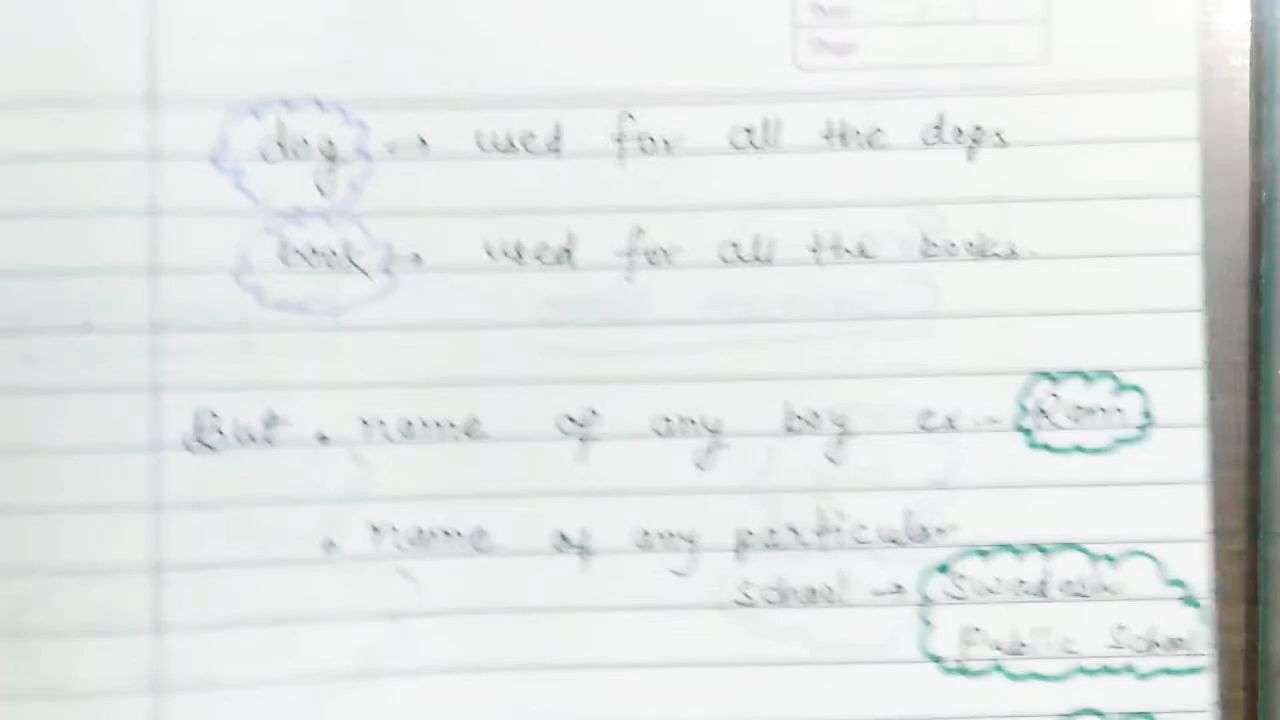 dog → used for all the dogs
book → used for all the books.
But • name of any boy ex - Ram
• name of any particular
school →
Public School